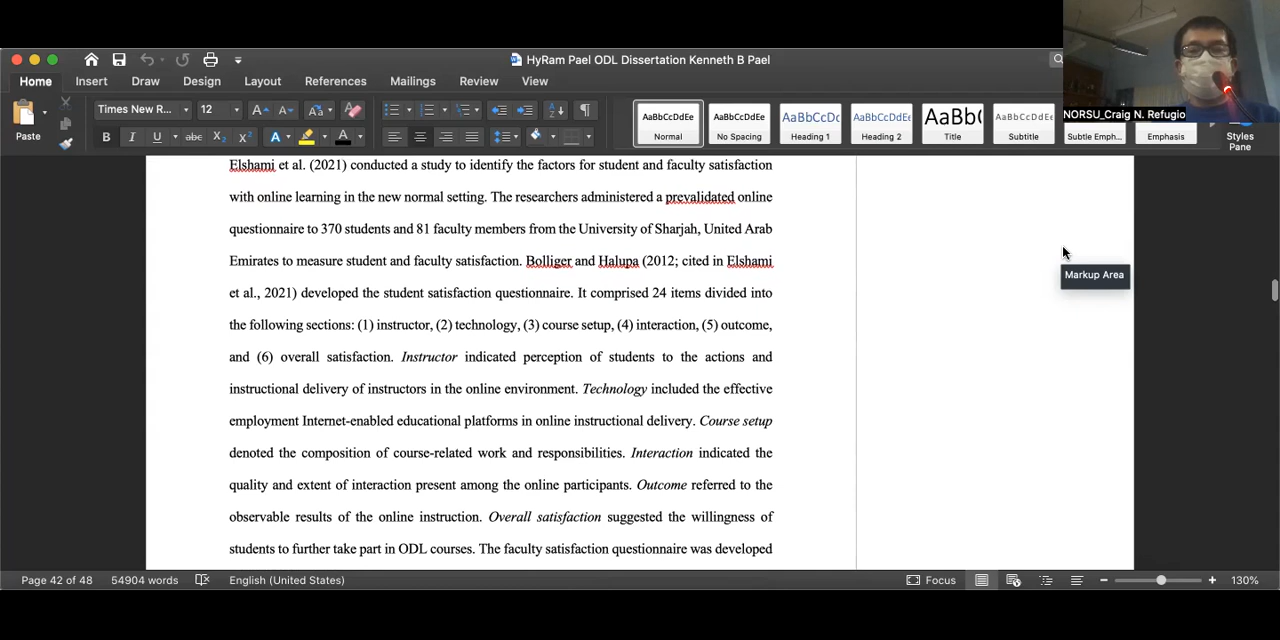 HyRam Pael ODL Dissertation Kenneth B Pael
Home Insert Draw Design Layout References Mailings Review View
NORSU_Craig N. Refugio
Paste
Times New R... 12
AaBbCcDdEe AaBbCcDdEe AaBbCcDc AaBbCcDdEe AaBb( AaBbCcDdEe
Normal No Spacing Heading 1 Heading 2 Title Subtitle Subtle Emph... Emphasis Styles Pane
Elshami et al. (2021) conducted a study to identify the factors for student and faculty satisfaction
with online learning in the new normal setting. The researchers administered a prevalidated online
questionnaire to 370 students and 81 faculty members from the University of Sharjah, United Arab
Emirates to measure student and faculty satisfaction. Bolliger and Halupa (2012; cited in Elshami
et al., 2021) developed the student satisfaction questionnaire. It comprised 24 items divided into
the following sections: (1) instructor, (2) technology, (3) course setup, (4) interaction, (5) outcome,
and (6) overall satisfaction. Instructor indicated perception of students to the actions and
instructional delivery of instructors in the online environment. Technology included the effective
employment Internet-enabled educational platforms in online instructional delivery. Course setup
denoted the composition of course-related work and responsibilities. Interaction indicated the
quality and extent of interaction present among the online participants. Outcome referred to the
observable results of the online instruction. Overall satisfaction suggested the willingness of
students to further take part in ODL courses. The faculty satisfaction questionnaire was developed
Markup Area
Page 42 of 48 54904 words English (United States) Focus 130%